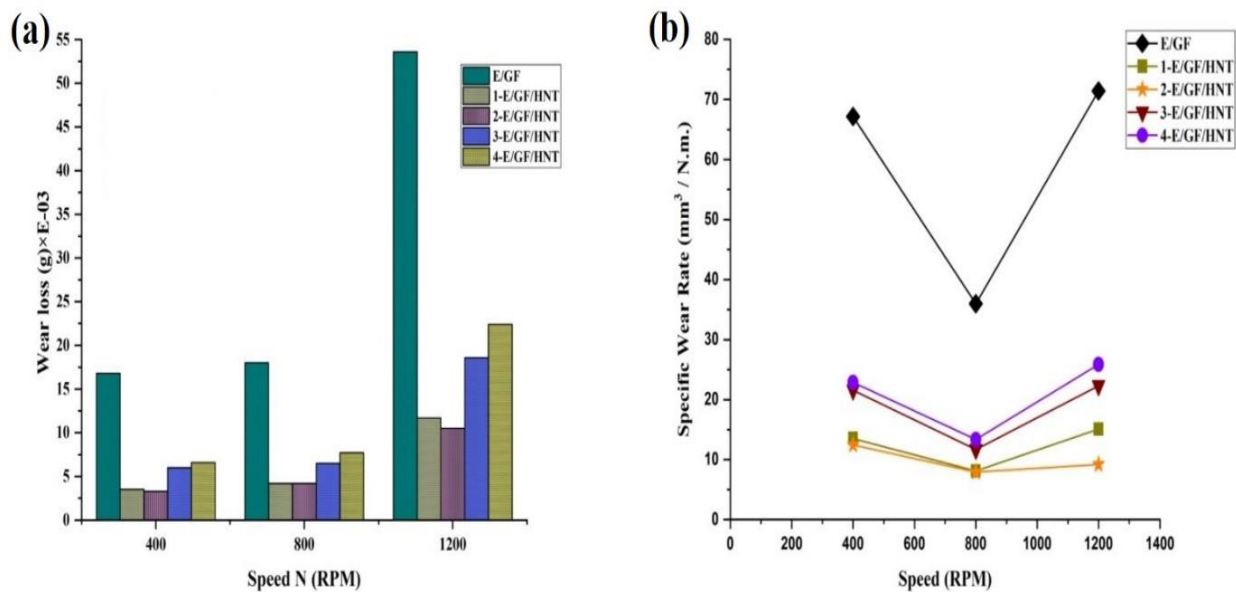 (a)
55
50
45
40
35
30
25
20
15
10
5
0
Wear loss (g)×E-03
400
800
1200
Speed N (RPM)
E/GF
1-E/GF/HNT
2-E/GF/HNT
3-E/GF/HNT
4-E/GF/HNT
(b)
80
70
60
50
40
30
20
10
0
Specific Wear Rate (mm³ / N.m.)
0
200
400
600
800
1000
1200
1400
Speed (RPM)
E/GF
1-E/GF/HNT
2-E/GF/HNT
3-E/GF/HNT
4-E/GF/HNT